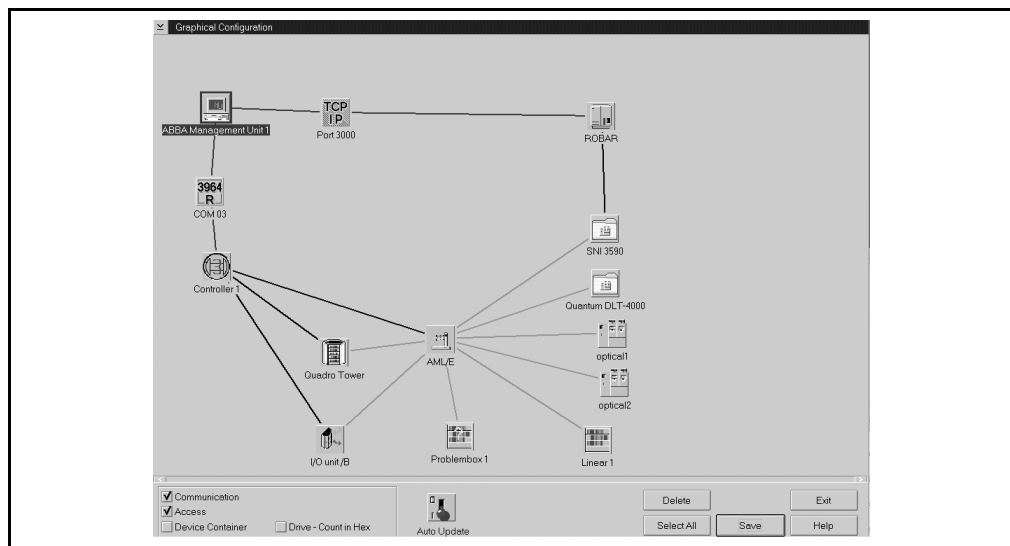 Graphical Configuration
TCP
I P
ABBA Management Unit 1
Port 3000
ROBAR
3964
R
COM 03
SNI 3590
Controller 1
Quantum DLT-4000
optical1
AML/E
Quadro Tower
optical2
I/O unit /B
Problembox 1
Linear 1
Communication
Access
Device Container
Drive - Count in Hex
Auto Update
Delete
Exit
Select All
Save
Help